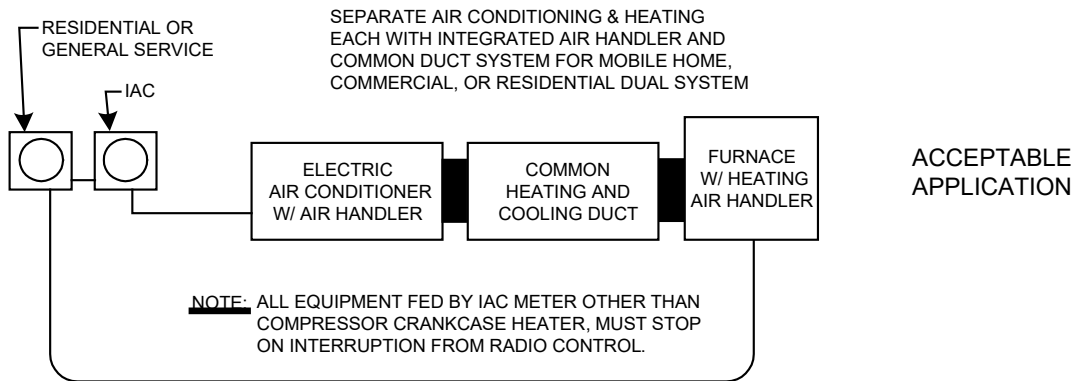 RESIDENTIAL OR
GENERAL SERVICE
IAC
SEPARATE AIR CONDITIONING & HEATING
EACH WITH INTEGRATED AIR HANDLER AND
COMMON DUCT SYSTEM FOR MOBILE HOME,
COMMERCIAL, OR RESIDENTIAL DUAL SYSTEM
ELECTRIC
AIR CONDITIONER
W/ AIR HANDLER
COMMON
HEATING AND
COOLING DUCT
FURNACE
W/ HEATING
AIR HANDLER
ACCEPTABLE
APPLICATION
NOTE: ALL EQUIPMENT FED BY IAC METER OTHER THAN
COMPRESSOR CRANKCASE HEATER, MUST STOP
ON INTERRUPTION FROM RADIO CONTROL.